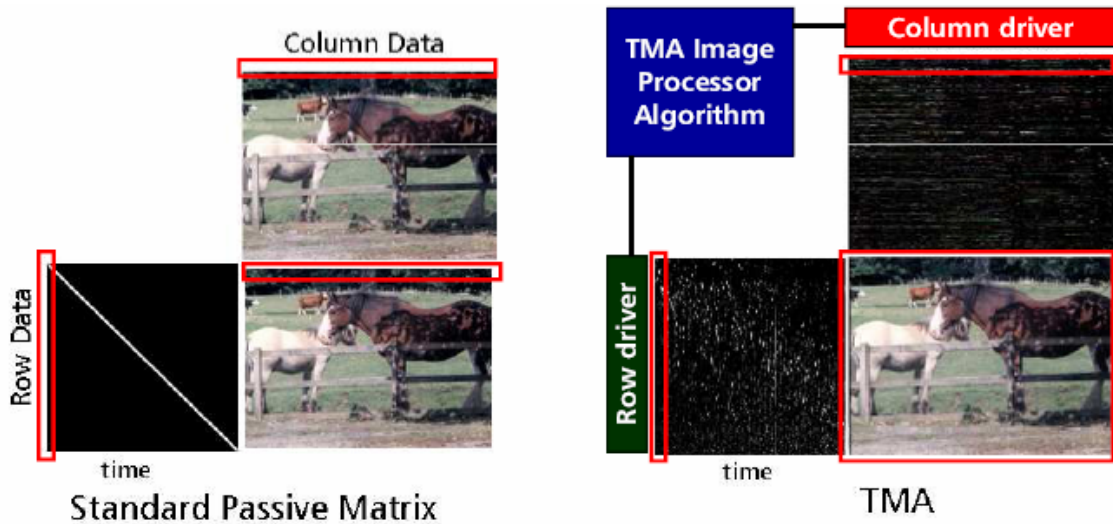 Column Data
Row Data
time
Standard Passive Matrix
TMA Image
Processor
Algorithm
Column driver
Row driver
time
TMA